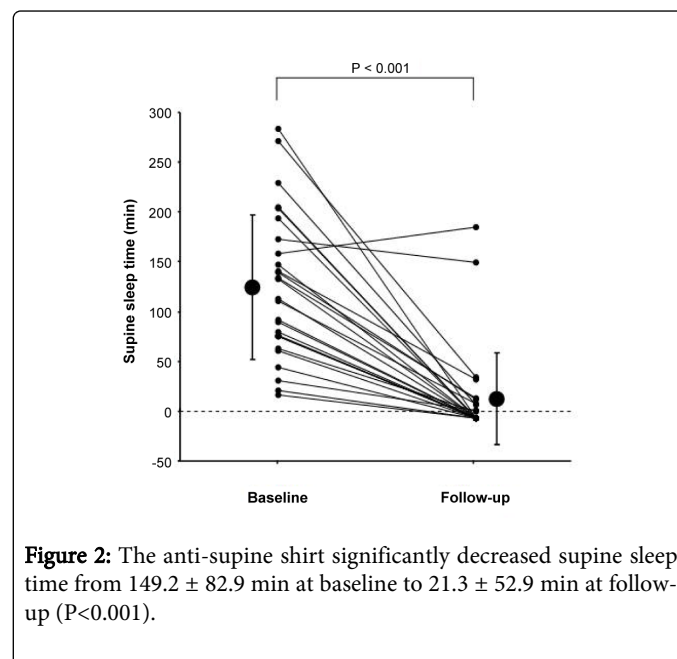 P < 0.001
300
250
200
150
100
50
0
-50
Supine sleep time (min)
Baseline Follow-up
Figure 2: The anti-supine shirt significantly decreased supine sleep
time from 149.2 ± 82.9 min at baseline to 21.3 ± 52.9 min at follow-
up (P<0.001).